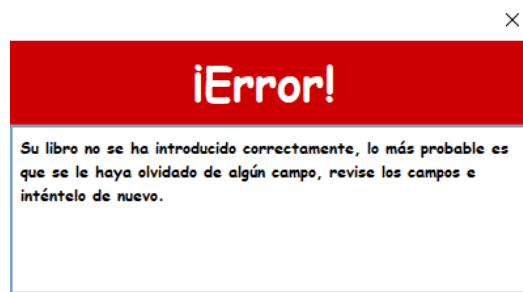 ¡Error!
Su libro no se ha introducido correctamente, lo más probable es
que se le haya olvidado de algún campo, revise los campos e
inténtelo de nuevo.